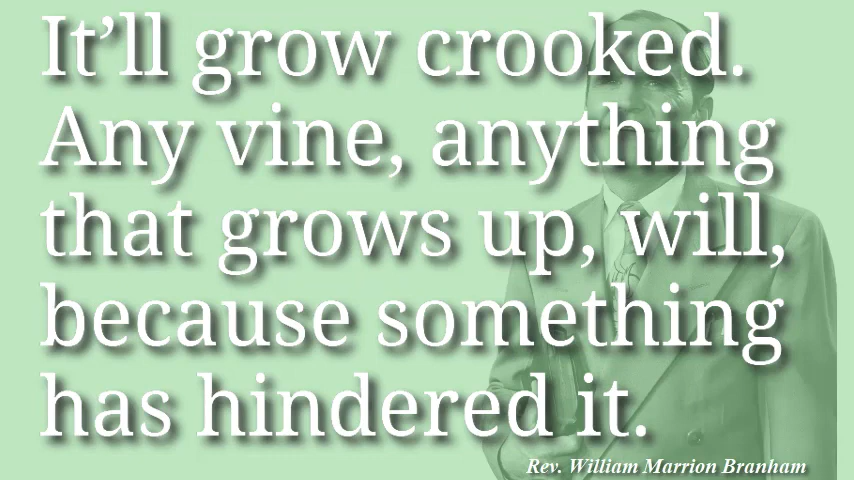 It’ll grow crooked.
Any vine, anything
that grows up, will,
because something
has hindered it.
Rev. William Marrion Branham